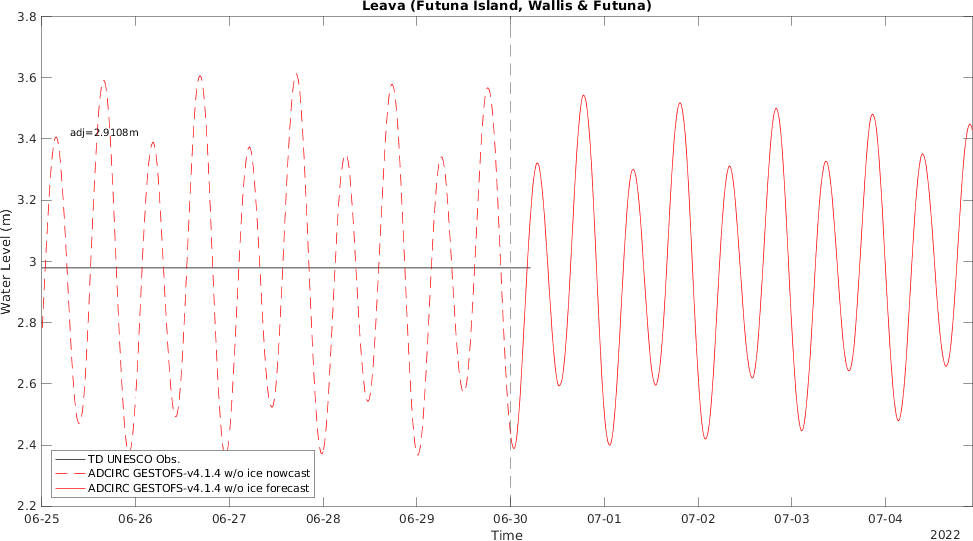 Leava (Futuna Island, Wallis & Futuna)
3.8
3.6
3.4
3.2
3
2.8
2.6
2.4
2.2
Water Level (m)
adj=2.9108m
TD UNESCO Obs.
ADCIRC GESTOFS-v4.1.4 w/o ice nowcast
ADCIRC GESTOFS-v4.1.4 w/o ice forecast
06-25 06-26 06-27 06-28 06-29 06-30 07-01 07-02 07-03 07-04
Time
2022